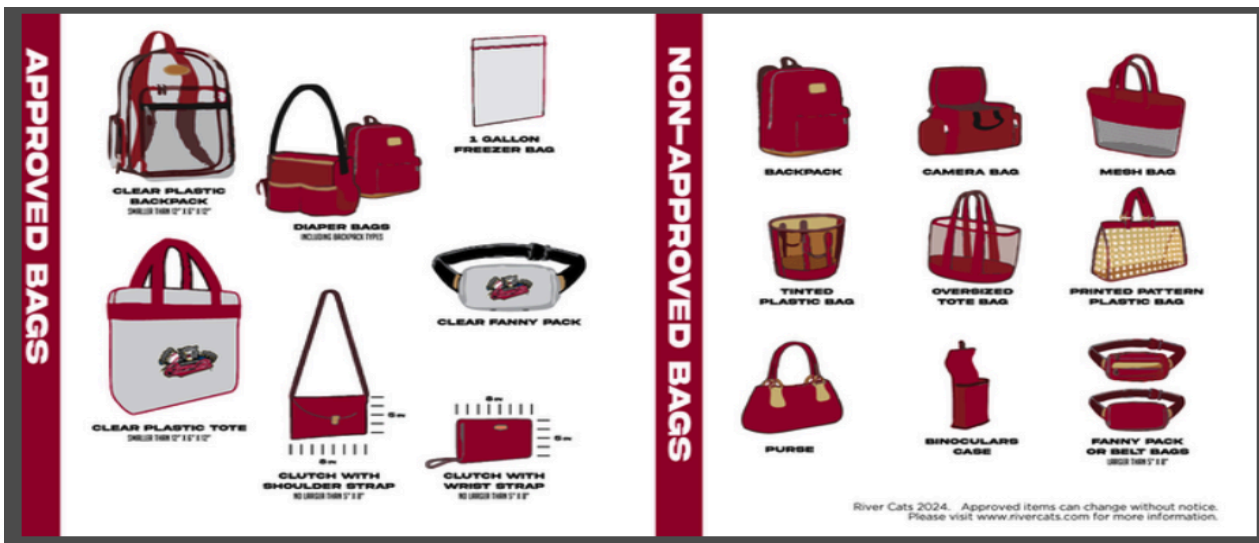 APPROVED BAGS
CLEAR PLASTIC
BACKPACK
SMALLER THAN 12" X 6" X 12"
DIAPER BAGS
INCLUDING BACKPACK TYPES
1 GALLON
FREEZER BAG
CLEAR FANNY PACK
CLEAR PLASTIC TOTE
SMALLER THAN 12" X 6" X 12"
CLUTCH WITH
SHOULDER STRAP
NO LARGER THAN 5" X 8"
CLUTCH WITH
WRIST STRAP
NO LARGER THAN 5" X 8"
NON-APPROVED BAGS
BACKPACK
CAMERA BAG
MESH BAG
TINTED
PLASTIC BAG
OVERSIZED
TOTE BAG
PRINTED PATTERN
PLASTIC BAG
PURSE
BINOCULARS
CASE
FANNY PACK
OR BELT BAGS
LARGER THAN 5" X 8"
River Cats 2024. Approved items can change without notice.
Please visit www.rivercats.com for more information.